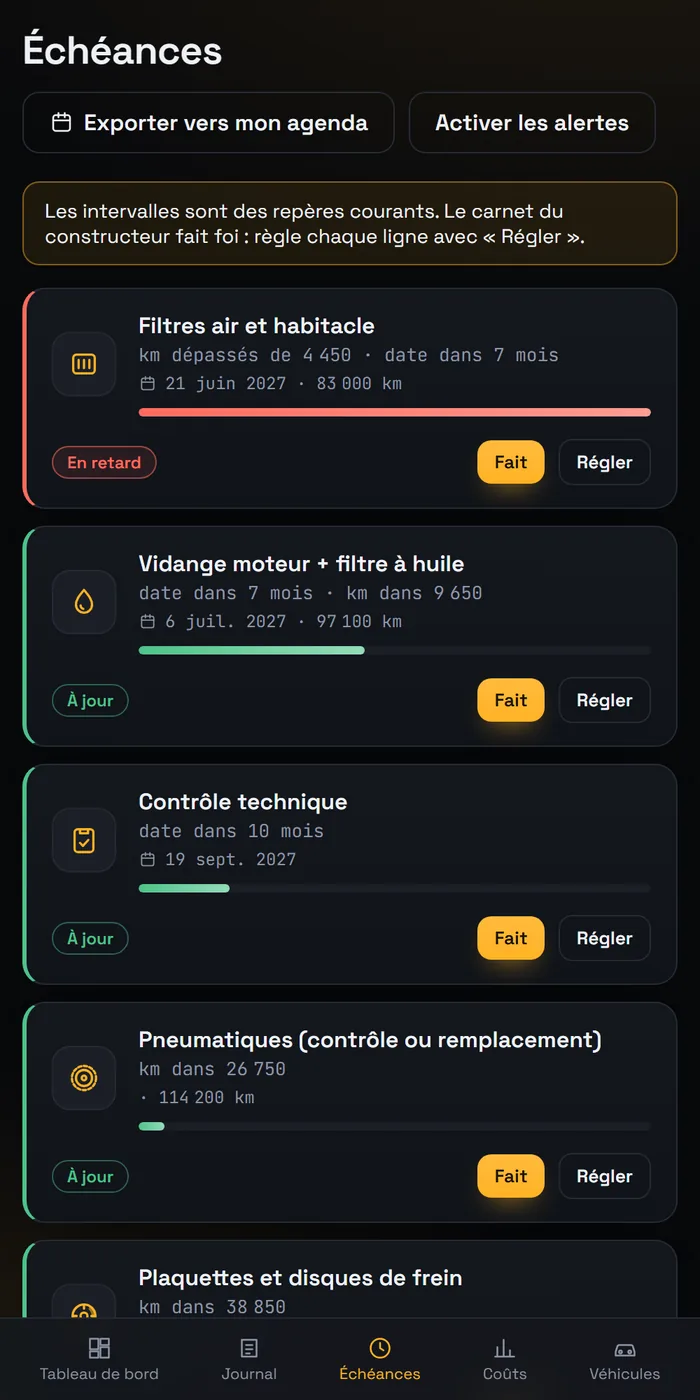 Échéances
Exporter vers mon agenda
Activer les alertes
Les intervalles sont des repères courants. Le carnet du
constructeur fait foi : règle chaque ligne avec « Régler ».
Filtres air et habitacle
km dépassés de 4 450 · date dans 7 mois
21 juin 2027 · 83 000 km
En retard
Fait
Régler
Vidange moteur + filtre à huile
date dans 7 mois · km dans 9 650
6 juil. 2027 · 97 100 km
À jour
Fait
Régler
Contrôle technique
date dans 10 mois
19 sept. 2027
À jour
Fait
Régler
Pneumatiques (contrôle ou remplacement)
km dans 26 750
· 114 200 km
À jour
Fait
Régler
Plaquettes et disques de frein
km dans 38 850
Tableau de bord
Journal
Échéances
Coûts
Véhicules